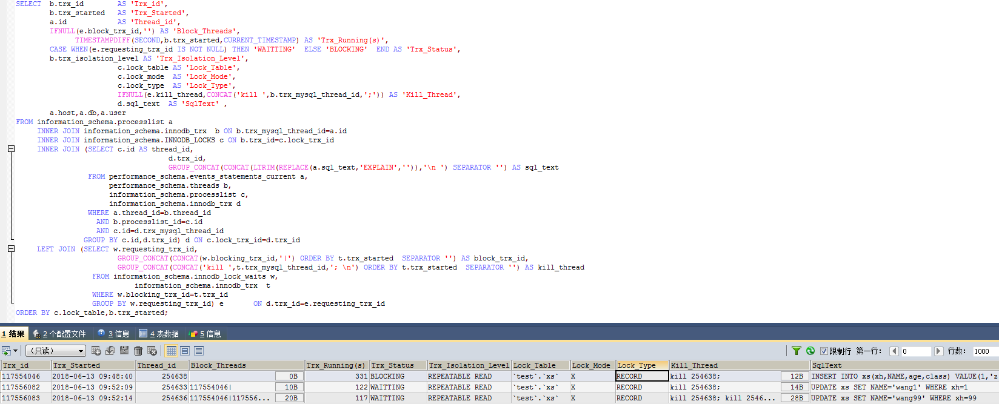 SELECT b.trx_id AS 'Trx_id',
b.trx_started AS 'Trx_Started',
a.id AS 'Thread_id',
IFNULL(e.block_trx_id,'') AS 'Block_Threads',
TIMESTAMPDIFF(SECOND,b.trx_started,CURRENT_TIMESTAMP) AS 'Trx_Running(s)',
CASE WHEN(e.requesting_trx_id IS NOT NULL) THEN 'WAITTING' ELSE 'BLOCKING' END AS 'Trx_Status',
b.trx_isolation_level AS 'Trx_Isolation_Level',
c.lock_table AS 'Lock_Table',
c.lock_mode AS 'Lock_Mode',
c.lock_type AS 'Lock_Type',
IFNULL(e.kill_thread,CONCAT('kill ',b.trx_mysql_thread_id,';')) AS 'Kill_Thread',
d.sql_text AS 'SqlText' ,
a.host,a.db,a.user
FROM information_schema.processlist a
INNER JOIN information_schema.innodb_trx b ON b.trx_mysql_thread_id=a.id
INNER JOIN information_schema.INNODB_LOCKS c ON b.trx_id=c.lock_trx_id
INNER JOIN (SELECT c.id AS thread_id,
d.trx_id,
GROUP_CONCAT(CONCAT(LTRIM(REPLACE(a.sql_text,'EXPLAIN','')),'\n ') SEPARATOR '') AS sql_text
FROM performance_schema.events_statements_current a,
performance_schema.threads b,
information_schema.processlist c,
information_schema.innodb_trx d
WHERE a.thread_id=b.thread_id
AND b.processlist_id=c.id
AND c.id=d.trx_mysql_thread_id
GROUP BY c.id,d.trx_id) d ON c.lock_trx_id=d.trx_id
LEFT JOIN (SELECT w.requesting_trx_id,
GROUP_CONCAT(CONCAT(w.blocking_trx_id,'|') ORDER BY t.trx_started SEPARATOR '') AS block_trx_id,
GROUP_CONCAT(CONCAT('kill ',t.trx_mysql_thread_id,'; \n') ORDER BY t.trx_started SEPARATOR '') AS kill_thread
FROM information_schema.innodb_lock_waits w,
information_schema.innodb_trx t
WHERE w.blocking_trx_id=t.trx_id
GROUP BY w.requesting_trx_id) e ON d.trx_id=e.requesting_trx_id
ORDER BY c.lock_table,b.trx_started;
1 结果 2 个配置文件 3 信息 4 表数据 5 信息
(只读) 限制行 第一行: 0 行数: 1000
Trx_id Trx_Started Thread_id Block_Threads Trx_Running(s) Trx_Status Trx_Isolation_Level Lock_Table Lock_Mode Lock_Type Kill_Thread SqlText
117554046 2018-06-13 09:48:40 254638 0B 331 BLOCKING REPEATABLE READ `test`.`xs` X RECORD kill 254638; 12B INSERT INTO xs(xh,NAME,age,class) VALUE(1,'z
117556082 2018-06-13 09:52:09 254633 117554046| 10B 122 WAITTING REPEATABLE READ `test`.`xs` X RECORD kill 254638; 14B UPDATE xs SET NAME='wang1' WHERE xh=1
117556083 2018-06-13 09:52:14 254636 117554046|117556... 20B 117 WAITTING REPEATABLE READ `test`.`xs` X RECORD kill 254638; kill 2546... 28B UPDATE xs SET NAME='wang99' WHERE xh=99